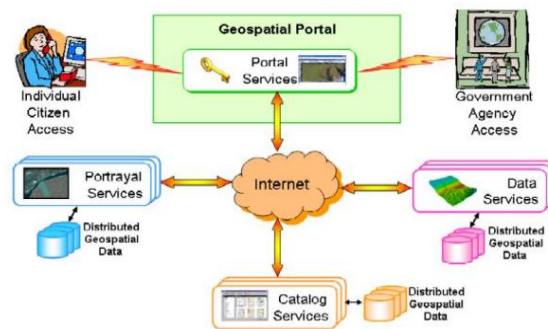 Geospatial Portal
Portal
Services
Individual
Citizen
Access
Government
Agency
Access
Internet
Portrayal
Services
Distributed
Geospatial
Data
Data
Services
Distributed
Geospatial
Data
Catalog
Services
Distributed
Geospatial
Data